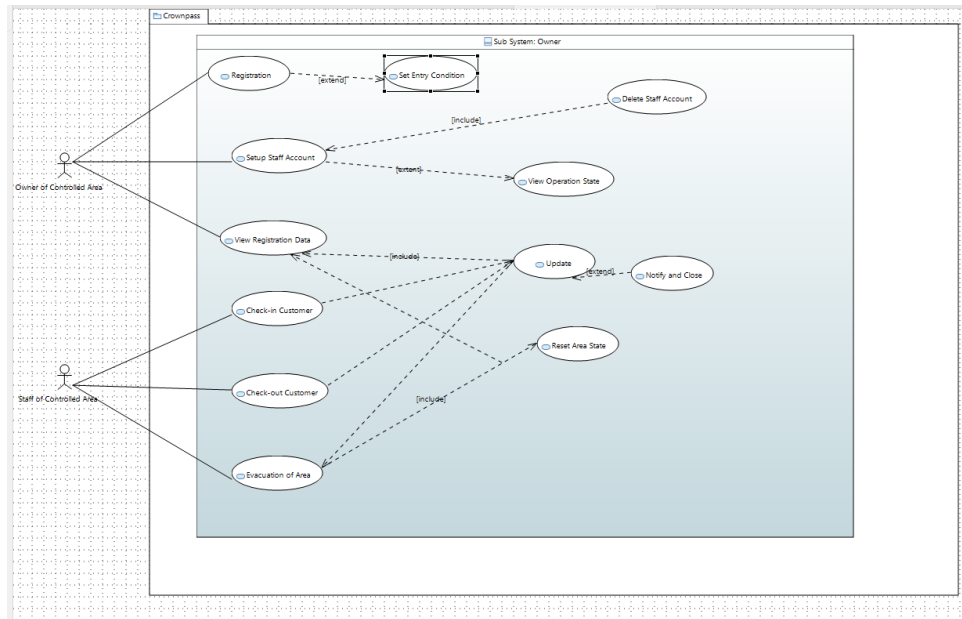 Crownpass
Sub System: Owner
Registration
[extend]
Set Entry Condition
Delete Staff Account
[include]
Setup Staff Account
[extent]
View Operation State
Owner of Controlled Area
View Registration Data
[include]
Update
[extend]
Notify and Close
Check-in Customer
Reset Area State
Staff of Controlled Area
Check-out Customer
[include]
Evacuation of Area